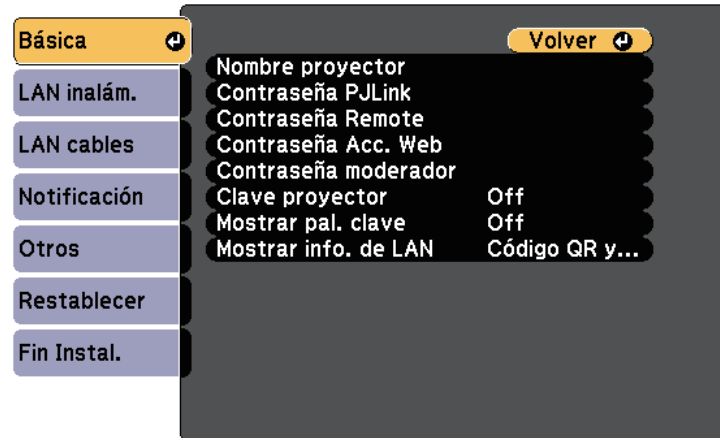 Básica
LAN inalám.
LAN cables
Notificación
Otros
Restablecer
Fin Instal.
Volver
Nombre proyector
Contraseña PJLink
Contraseña Remote
Contraseña Acc. Web
Contraseña moderador
Clave proyector Off
Mostrar pal. clave Off
Mostrar info. de LAN Código QR y...